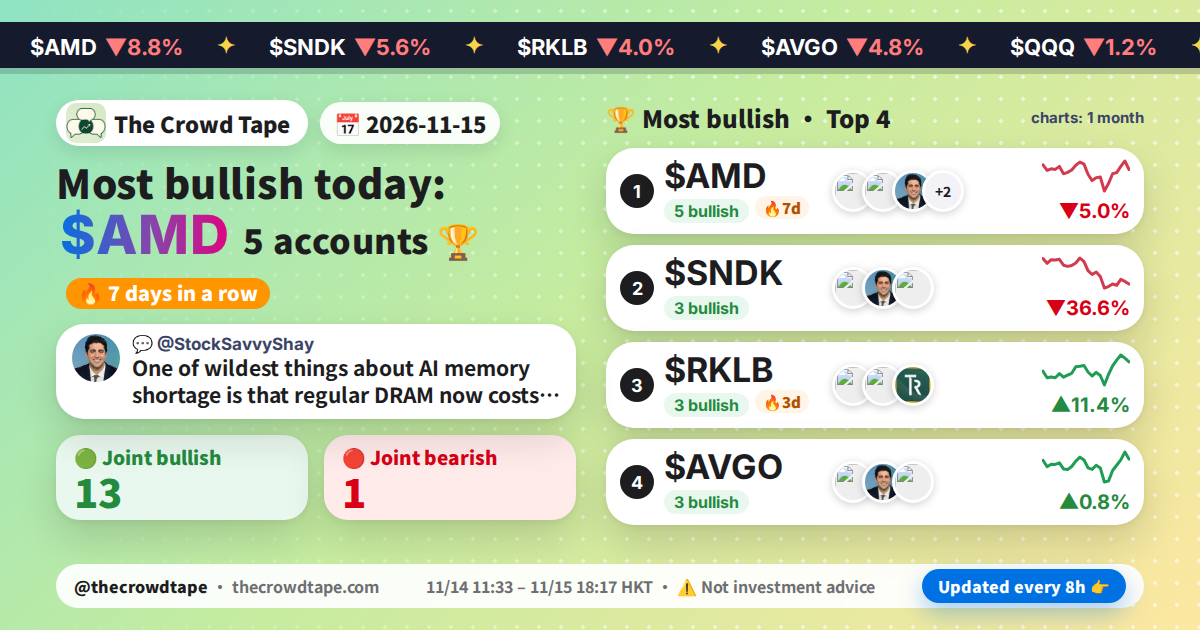 $AMD ▼8.8% ✦ $SNDK ▼5.6% ✦ $RKLB ▼4.0% ✦ $AVGO ▼4.8% ✦ $QQQ ▼1.2%
The Crowd Tape
📅 2026-11-15
Most bullish today:
$AMD 5 accounts 🏆
🔥 7 days in a row
💬 @StockSavvyShay
One of wildest things about AI memory
shortage is that regular DRAM now costs⋯
🟢 Joint bullish
13
🔴 Joint bearish
1
🏆 Most bullish • Top 4
charts: 1 month
1
$AMD
5 bullish
🔥7d
+2
▼5.0%
2
$SNDK
3 bullish
▼36.6%
3
$RKLB
3 bullish
🔥3d
TR
▲11.4%
4
$AVGO
3 bullish
▲0.8%
@thecrowdtape • thecrowdtape.com
11/14 11:33 – 11/15 18:17 HKT • ⚠️ Not investment advice
Updated every 8h 👉